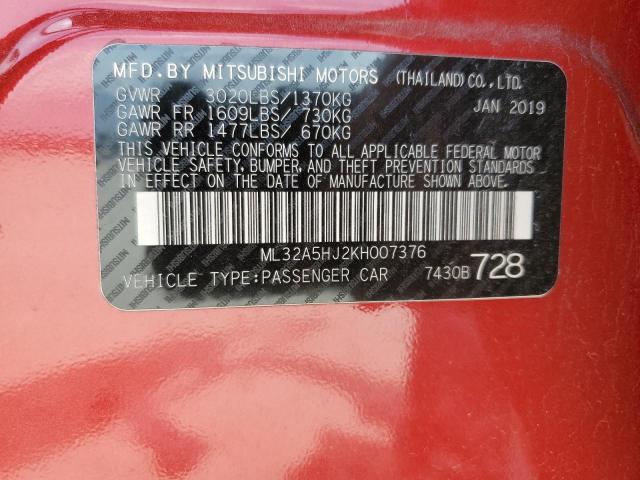 MFD.BY MITSUBISHI MOTORS (THAILAND)CO.,LTD.
GVWR 3020LBS/1370KG JAN 2019
GAWR FR 1609LBS/ 730KG
GAWR RR 1477LBS/ 670KG
THIS VEHICLE CONFORMS TO ALL APPLICABLE FEDERAL MOTOR
VEHICLE SAFETY, BUMPER, AND THEFT PREVENTION STANDARDS
IN EFFECT ON THE DATE OF MANUFACTURE SHOWN ABOVE.
ML32A5HJ2KH007376
VEHICLE TYPE:PASSENGER CAR 7430B 728